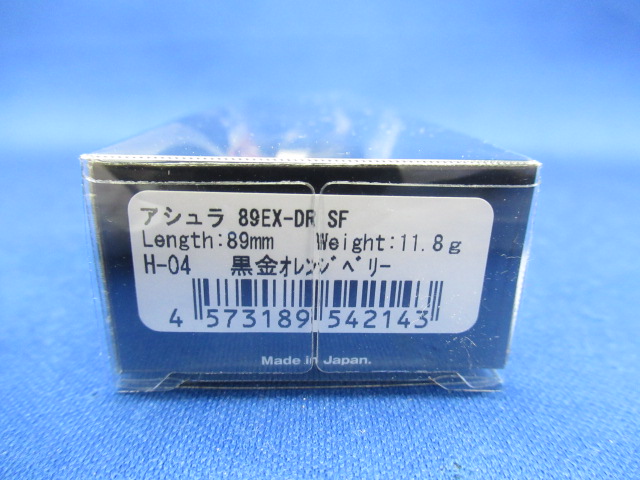 アシュラ 89EX-DR SF
Length:89mm Weight:11.8g
H-04 黒金ｵﾚﾝｼﾞﾍﾞリー
4 573189 542143
Made in Japan.